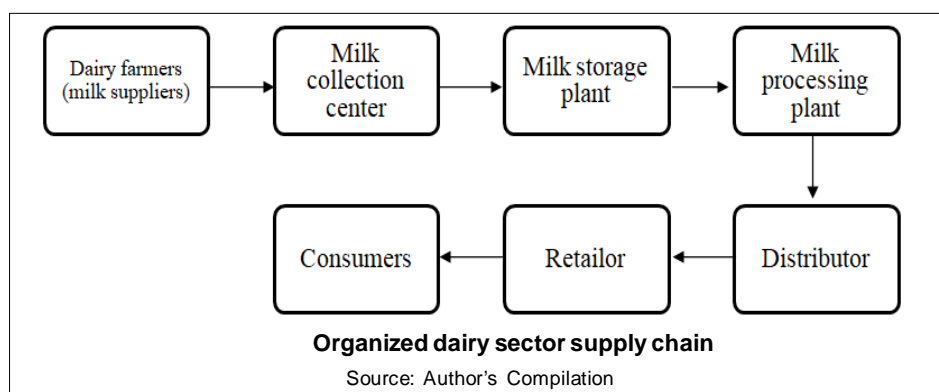 Dairy farmers
(milk suppliers)
Milk
collection
center
Milk storage
plant
Milk
processing
plant
Distributor
Retailor
Consumers
Organized dairy sector supply chain
Source: Author's Compilation